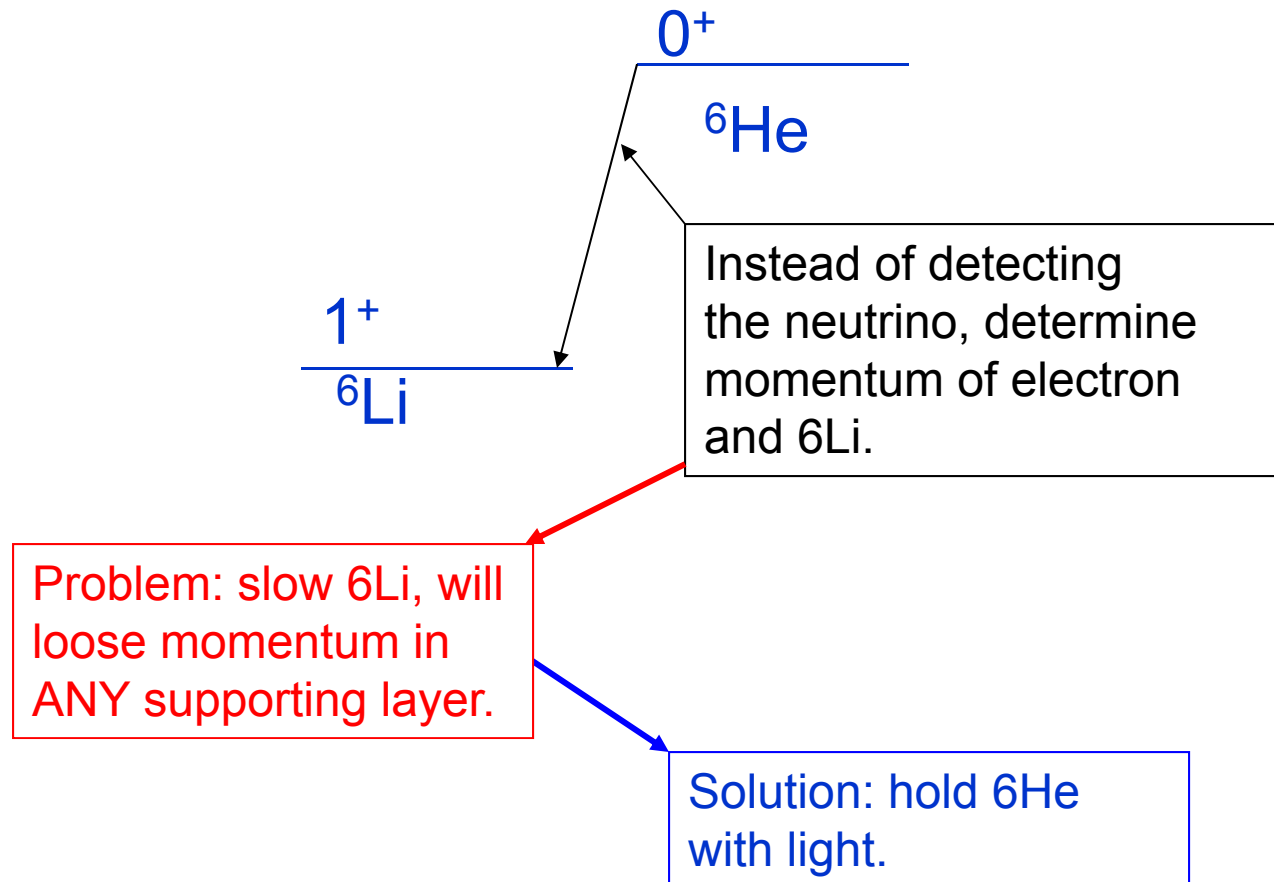 0⁺
⁶He
Instead of detecting
the neutrino, determine
momentum of electron
and 6Li.
1⁺
⁶Li
Problem: slow 6Li, will
loose momentum in
ANY supporting layer.
Solution: hold 6He
with light.